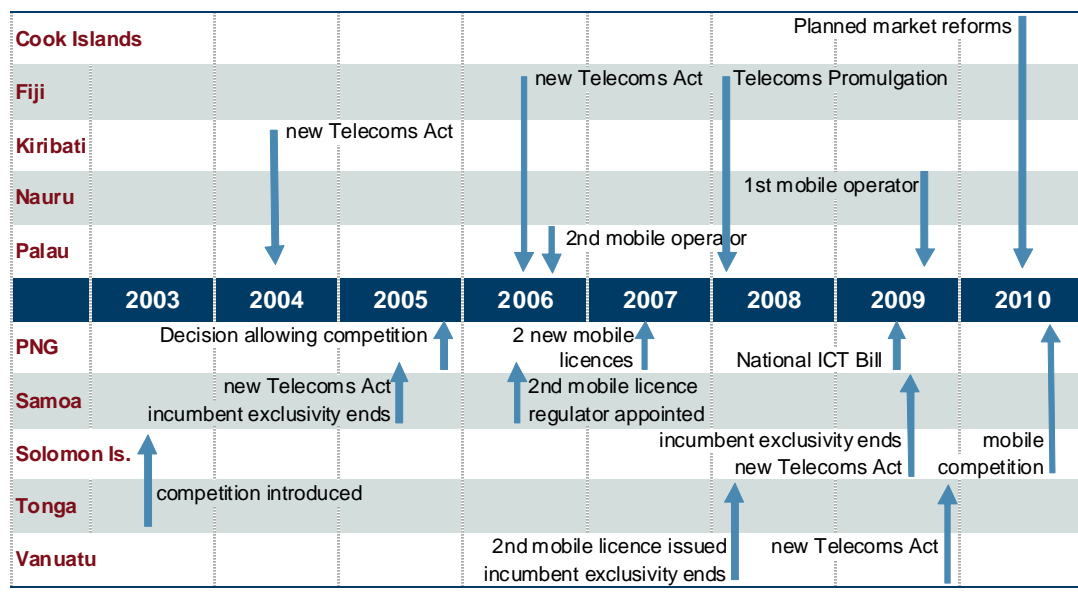 Cook Islands
Planned market reforms
Fiji
new Telecoms Act
Telecoms Promulgation
Kiribati
new Telecoms Act
Nauru
1st mobile operator
Palau
2nd mobile operator
2003 2004 2005 2006 2007 2008 2009 2010
PNG
Decision allowing competition
2 new mobile
licences
National ICT Bill
Samoa
new Telecoms Act
incumbent exclusivity ends
2nd mobile licence
regulator appointed
Solomon Is.
incumbent exclusivity ends
new Telecoms Act
mobile
competition
Tonga
competition introduced
Vanuatu
2nd mobile licence issued
incumbent exclusivity ends
new Telecoms Act